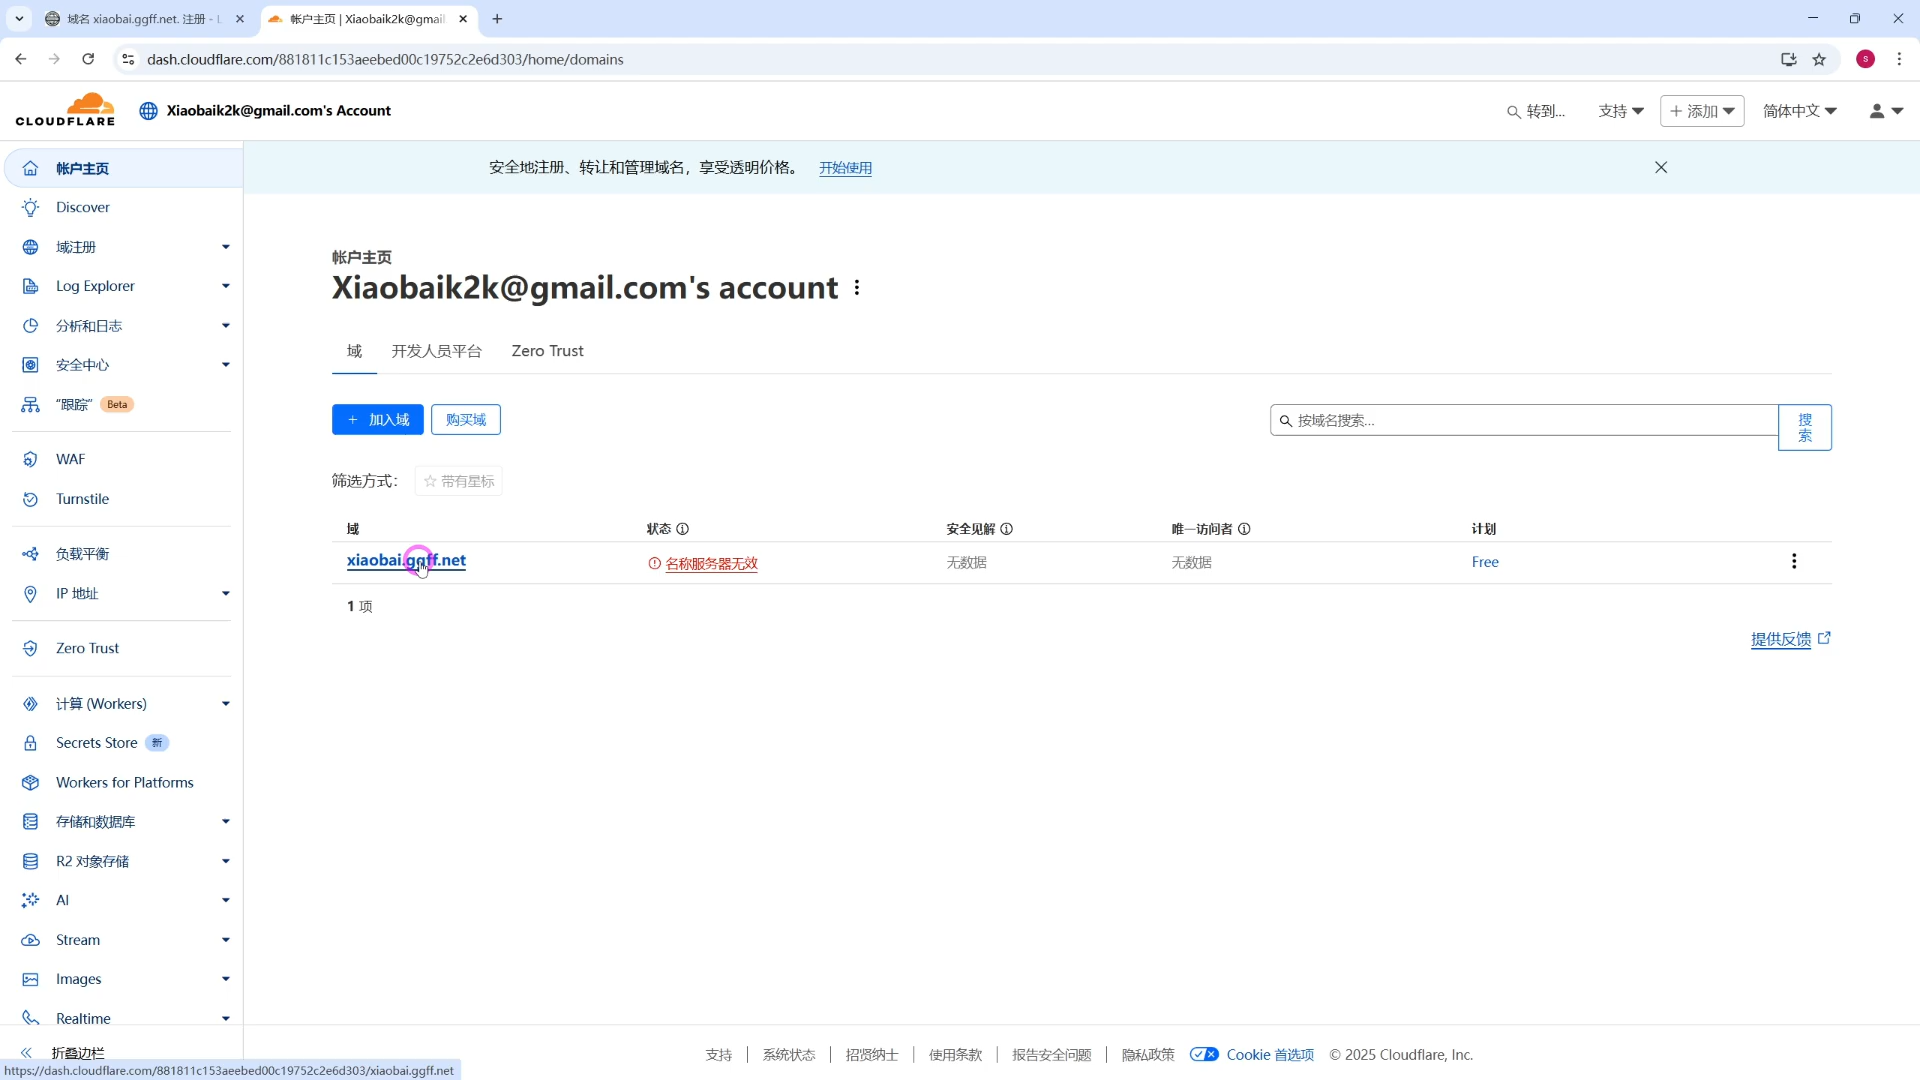 域名 xiaobai.ggff.net. 注册 -
帐户主页 | Xiaobaik2k@gmail
dash.cloudflare.com/881811c153aeebed00c19752c2e6d303/home/domains
S
CLOUDFLARE
Xiaobaik2k@gmail.com's Account
转到...
支持
+ 添加
简体中文
帐户主页
Discover
域注册
Log Explorer
分析和日志
安全中心
“跟踪” Beta
WAF
Turnstile
负载平衡
IP 地址
Zero Trust
计算 (Workers)
Secrets Store 新
Workers for Platforms
存储和数据库
R2 对象存储
AI
Stream
Images
Realtime
折叠边栏
安全地注册、转让和管理域名，享受透明价格。 开始使用
帐户主页
Xiaobaik2k@gmail.com's account
域 开发人员平台 Zero Trust
+ 加入域 购买域
按域名搜索...
搜索
筛选方式： 带有星标
域 状态 安全见解 唯一访问者 计划
xiaobai.ggff.net 名称服务器无效 无数据 无数据 Free
1 项
提供反馈
支持 | 系统状态 | 招贤纳士 | 使用条款 | 报告安全问题 | 隐私政策 Cookie 首选项 © 2025 Cloudflare, Inc.
https://dash.cloudflare.com/881811c153aeebed00c19752c2e6d303/xiaobai.ggff.net